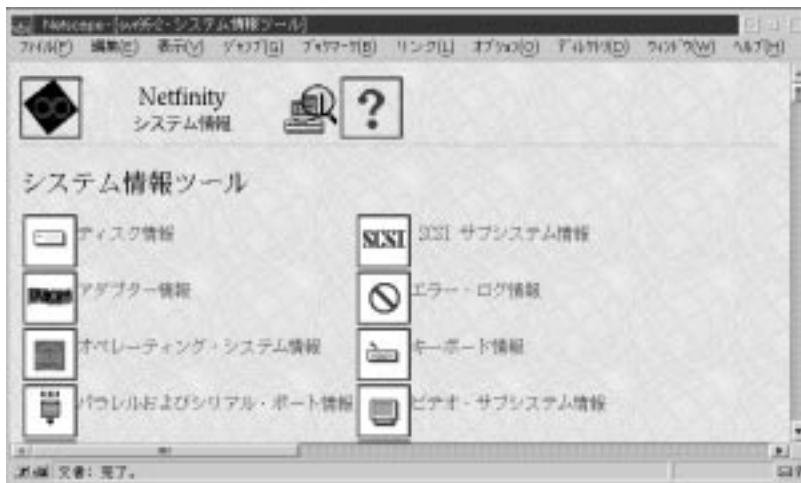 Netscape - [svr95-2 - システム情報ツール]
ファイル(F) 編集(E) 表示(V) ジャンプ(G) ブックマーク(B) リンク(L) オプション(O) ディレクトリ(D) ウィンドウ(W) ヘルプ(H)
Netfinity
システム情報
?
システム情報ツール
ディスク情報
SCSI SCSI サブシステム情報
アダプター情報
エラー・ログ情報
オペレーティング・システム情報
キーボード情報
パラレルおよびシリアル・ポート情報
ビデオ・サブシステム情報
文書: 完了。